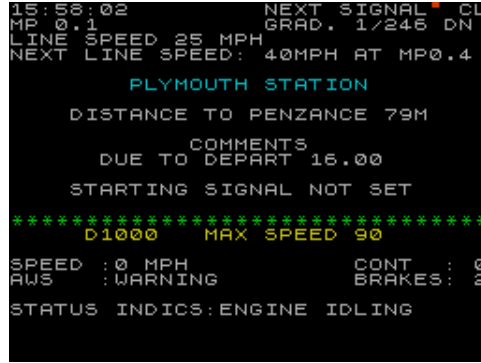 15:58:02 NEXT SIGNAL CL
MP 0.1 GRAD. 1/246 DN
LINE SPEED 25 MPH
NEXT LINE SPEED: 40MPH AT MP0.4
PLYMOUTH STATION
DISTANCE TO PENZANCE 79M
COMMENTS
DUE TO DEPART 16.00
STARTING SIGNAL NOT SET
********************************
D1000 MAX SPEED 90
SPEED :0 MPH CONT :
AWS :WARNING BRAKES:
STATUS INDICS:ENGINE IDLING